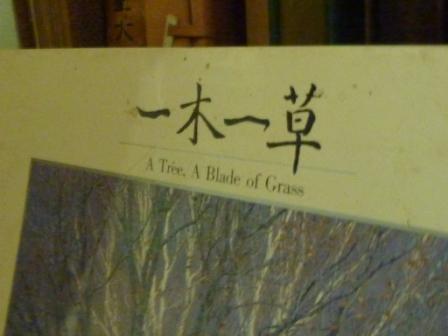 一木一草
A Tree, A Blade of Grass